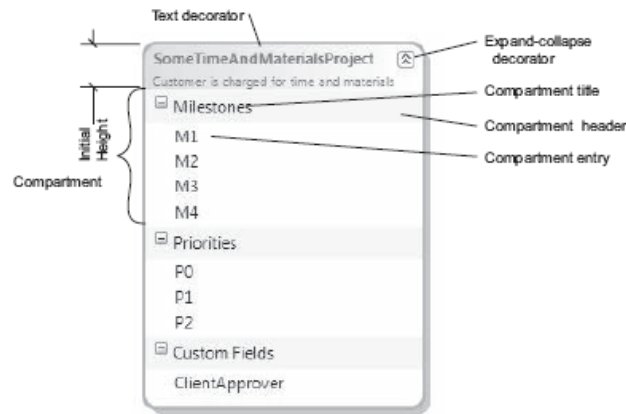 Text decorator
SomeTimeAndMaterialsProject
Customer is charged for time and materials
Expand-collapse
decorator
Compartment title
Milestones
Compartment header
Initial
Height
M1
Compartment entry
M2
Compartment
M3
M4
Priorities
P0
P1
P2
Custom Fields
ClientApprover